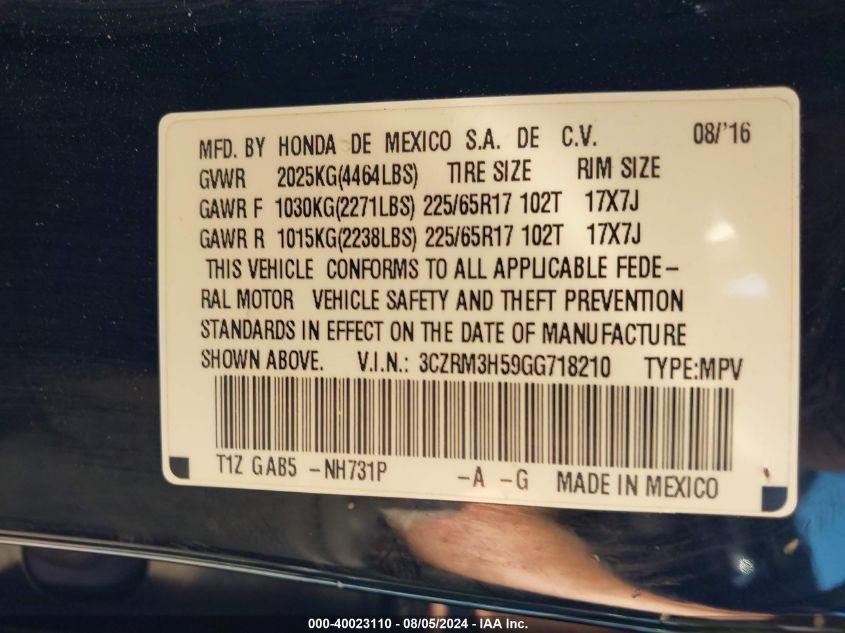 MFD. BY HONDA DE MEXICO S.A. DE C.V. 08/'16
GVWR 2025KG(4464LBS) TIRE SIZE RIM SIZE
GAWR F 1030KG(2271LBS) 225/65R17 102T 17X7J
GAWR R 1015KG(2238LBS) 225/65R17 102T 17X7J
THIS VEHICLE CONFORMS TO ALL APPLICABLE FEDE-
RAL MOTOR VEHICLE SAFETY AND THEFT PREVENTION
STANDARDS IN EFFECT ON THE DATE OF MANUFACTURE
SHOWN ABOVE. V.I.N.: 3CZRM3H59GG718210 TYPE:MPV
T1Z GAB5 -NH731P -A -G MADE IN MEXICO
000-40023110 - 08/05/2024 - IAA Inc.